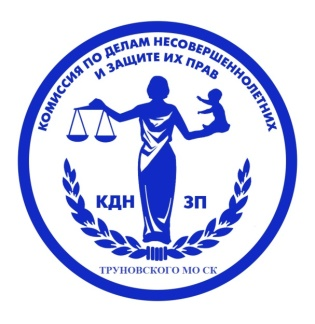 КОМИССИЯ ПО ДЕЛАМ НЕСОВЕРШЕННОЛЕТНИХ
И ЗАЩИТЕ ИХ ПРАВ
КДН ЗП
ТРУНОВСКОГО МО СК